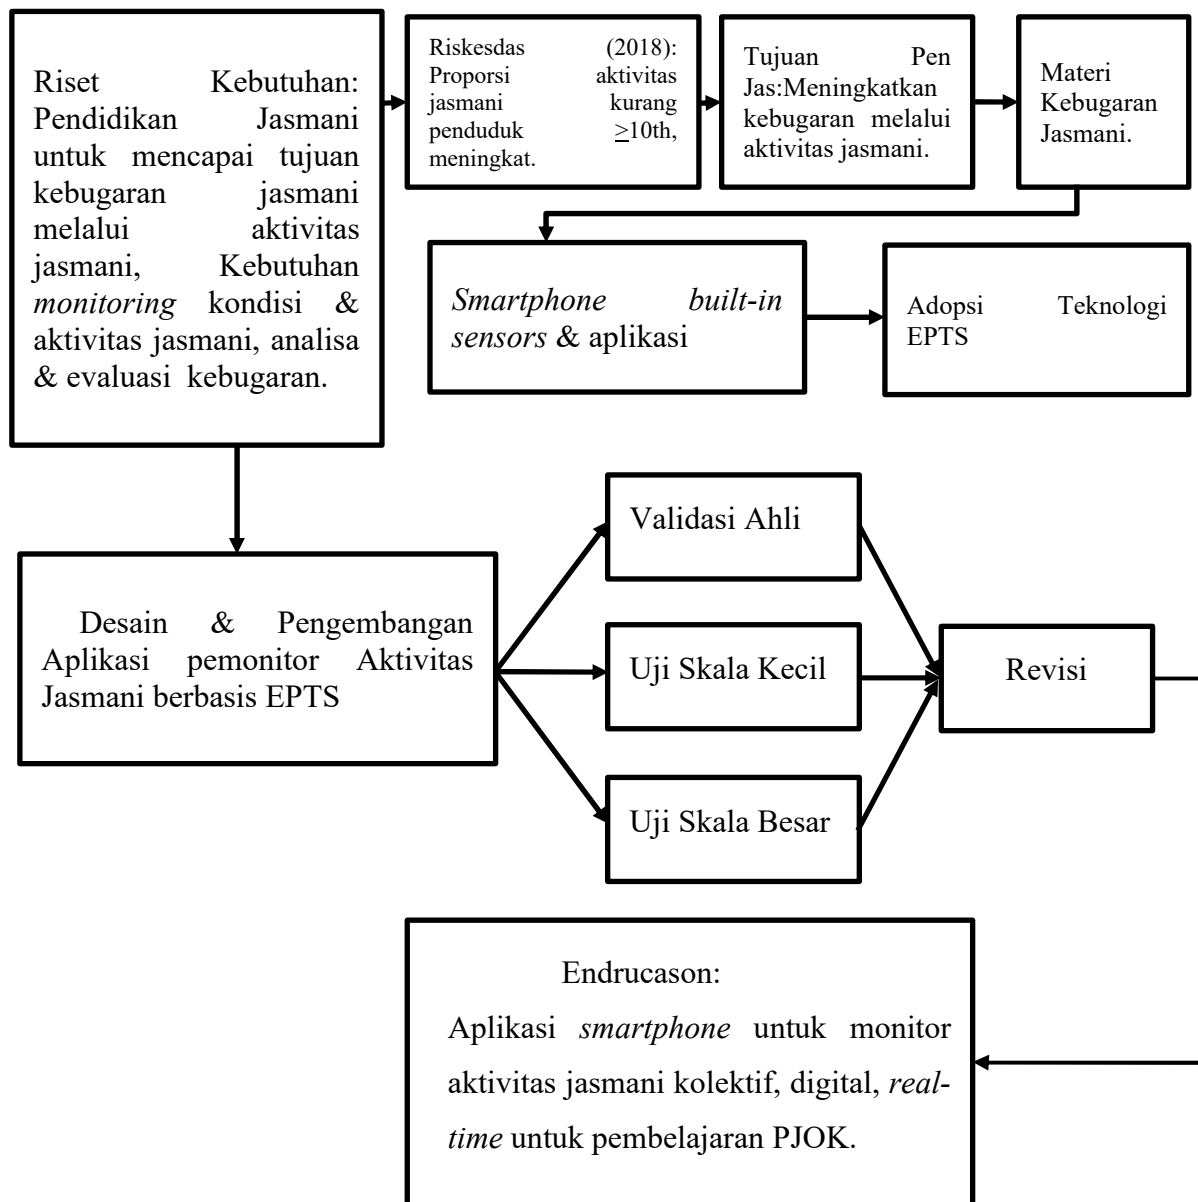 Riset Kebutuhan:
Pendidikan Jasmani
untuk mencapai tujuan
kebugaran jasmani
melalui aktivitas
jasmani, Kebutuhan
monitoring kondisi &
aktivitas jasmani, analisa
& evaluasi kebugaran.
Riskesdas (2018):
Proporsi aktivitas
jasmani kurang
penduduk ≥10th,
meningkat.
Tujuan Pen
Jas:Meningkatkan
kebugaran melalui
aktivitas jasmani.
Materi
Kebugaran
Jasmani.
Smartphone built-in
sensors & aplikasi
Adopsi Teknologi
EPTS
Desain & Pengembangan
Aplikasi pemonitor Aktivitas
Jasmani berbasis EPTS
Validasi Ahli
Uji Skala Kecil
Uji Skala Besar
Revisi
Endrucason:
Aplikasi smartphone untuk monitor
aktivitas jasmani kolektif, digital, real-
time untuk pembelajaran PJOK.